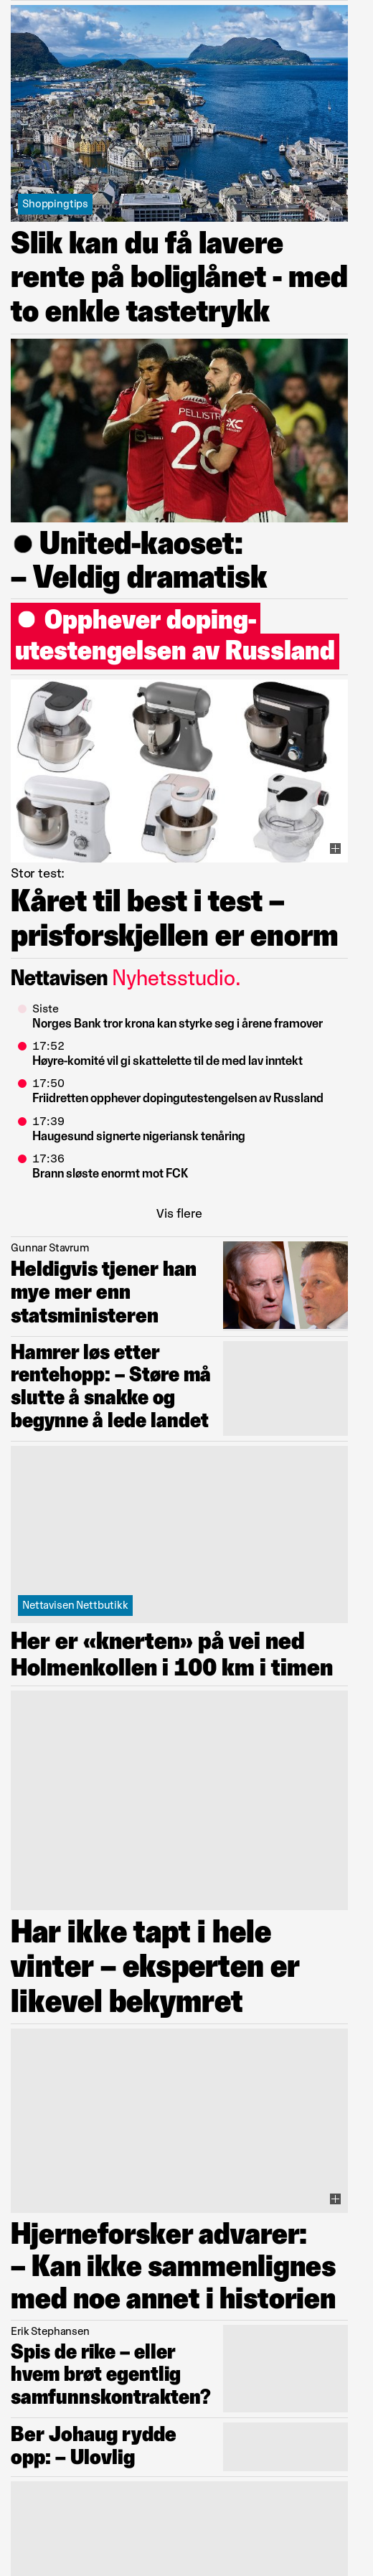 Shoppingtips
Slik kan du få lavere
rente på boliglånet - med
to enkle tastetrykk
PELLISTRI
28
● United-kaoset:
– Veldig dramatisk
● Opphever doping-
utestengelsen av Russland
Stor test:
Kåret til best i test –
prisforskjellen er enorm
Nettavisen Nyhetsstudio.
Siste
Norges Bank tror krona kan styrke seg i årene framover
17:52
Høyre-komité vil gi skattelette til de med lav inntekt
17:50
Friidretten opphever dopingutestengelsen av Russland
17:39
Haugesund signerte nigeriansk tenåring
17:36
Brann sløste enormt mot FCK
Vis flere
Gunnar Stavrum
Heldigvis tjener han
mye mer enn
statsministeren
Hamrer løs etter
rentehopp: – Støre må
slutte å snakke og
begynne å lede landet
Nettavisen Nettbutikk
Her er «knerten» på vei ned
Holmenkollen i 100 km i timen
Har ikke tapt i hele
vinter – eksperten er
likevel bekymret
Hjerneforsker advarer:
– Kan ikke sammenlignes
med noe annet i historien
Erik Stephansen
Spis de rike – eller
hvem brøt egentlig
samfunnskontrakten?
Ber Johaug rydde
opp: – Ulovlig